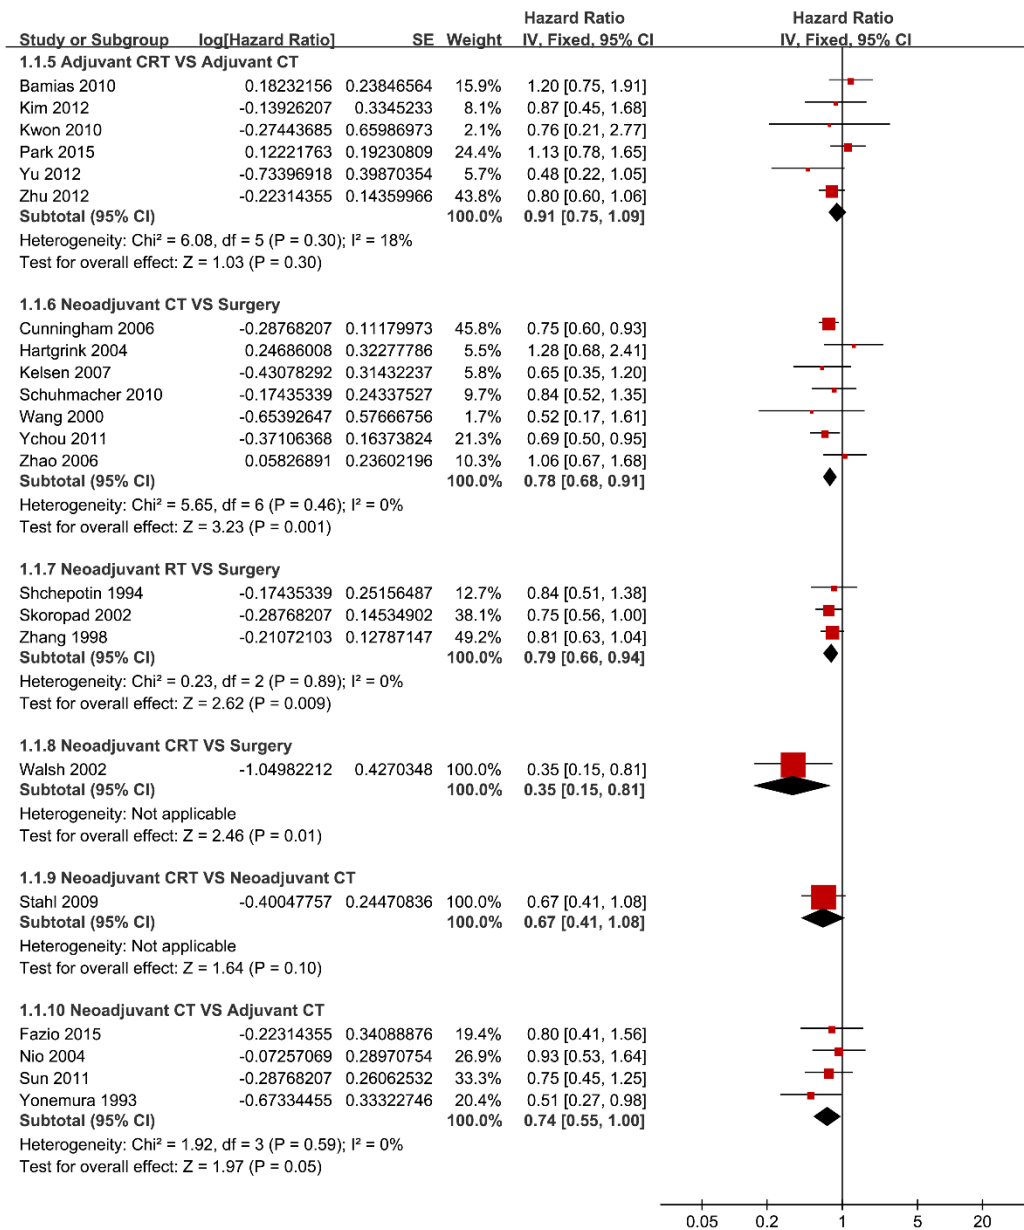 Hazard Ratio Hazard Ratio
Study or Subgroup log[Hazard Ratio] SE Weight IV, Fixed, 95% CI IV, Fixed, 95% CI
1.1.5 Adjuvant CRT VS Adjuvant CT
Bamias 2010 0.18232156 0.23846564 15.9% 1.20 [0.75, 1.91]
Kim 2012 -0.13926207 0.3345233 8.1% 0.87 [0.45, 1.68]
Kwon 2010 -0.27443685 0.65986973 2.1% 0.76 [0.21, 2.77]
Park 2015 0.12221763 0.19230809 24.4% 1.13 [0.78, 1.65]
Yu 2012 -0.73396918 0.39870354 5.7% 0.48 [0.22, 1.05]
Zhu 2012 -0.22314355 0.14359966 43.8% 0.80 [0.60, 1.06]
Subtotal (95% CI) 100.0% 0.91 [0.75, 1.09]
Heterogeneity: Chi² = 6.08, df = 5 (P = 0.30); I² = 18%
Test for overall effect: Z = 1.03 (P = 0.30)
1.1.6 Neoadjuvant CT VS Surgery
Cunningham 2006 -0.28768207 0.11179973 45.8% 0.75 [0.60, 0.93]
Hartgrink 2004 0.24686008 0.32277786 5.5% 1.28 [0.68, 2.41]
Kelsen 2007 -0.43078292 0.31432237 5.8% 0.65 [0.35, 1.20]
Schuhmacher 2010 -0.17435339 0.24337527 9.7% 0.84 [0.52, 1.35]
Wang 2000 -0.65392647 0.57666756 1.7% 0.52 [0.17, 1.61]
Ychou 2011 -0.37106368 0.16373824 21.3% 0.69 [0.50, 0.95]
Zhao 2006 0.05826891 0.23602196 10.3% 1.06 [0.67, 1.68]
Subtotal (95% CI) 100.0% 0.78 [0.68, 0.91]
Heterogeneity: Chi² = 5.65, df = 6 (P = 0.46); I² = 0%
Test for overall effect: Z = 3.23 (P = 0.001)
1.1.7 Neoadjuvant RT VS Surgery
Shchepotin 1994 -0.17435339 0.25156487 12.7% 0.84 [0.51, 1.38]
Skoropad 2002 -0.28768207 0.14534902 38.1% 0.75 [0.56, 1.00]
Zhang 1998 -0.21072103 0.12787147 49.2% 0.81 [0.63, 1.04]
Subtotal (95% CI) 100.0% 0.79 [0.66, 0.94]
Heterogeneity: Chi² = 0.23, df = 2 (P = 0.89); I² = 0%
Test for overall effect: Z = 2.62 (P = 0.009)
1.1.8 Neoadjuvant CRT VS Surgery
Walsh 2002 -1.04982212 0.4270348 100.0% 0.35 [0.15, 0.81]
Subtotal (95% CI) 100.0% 0.35 [0.15, 0.81]
Heterogeneity: Not applicable
Test for overall effect: Z = 2.46 (P = 0.01)
1.1.9 Neoadjuvant CRT VS Neoadjuvant CT
Stahl 2009 -0.40047757 0.24470836 100.0% 0.67 [0.41, 1.08]
Subtotal (95% CI) 100.0% 0.67 [0.41, 1.08]
Heterogeneity: Not applicable
Test for overall effect: Z = 1.64 (P = 0.10)
1.1.10 Neoadjuvant CT VS Adjuvant CT
Fazio 2015 -0.22314355 0.34088876 19.4% 0.80 [0.41, 1.56]
Nio 2004 -0.07257069 0.28970754 26.9% 0.93 [0.53, 1.64]
Sun 2011 -0.28768207 0.26062532 33.3% 0.75 [0.45, 1.25]
Yonemura 1993 -0.67334455 0.33322746 20.4% 0.51 [0.27, 0.98]
Subtotal (95% CI) 100.0% 0.74 [0.55, 1.00]
Heterogeneity: Chi² = 1.92, df = 3 (P = 0.59); I² = 0%
Test for overall effect: Z = 1.97 (P = 0.05)
0.05 0.2 1 5 20